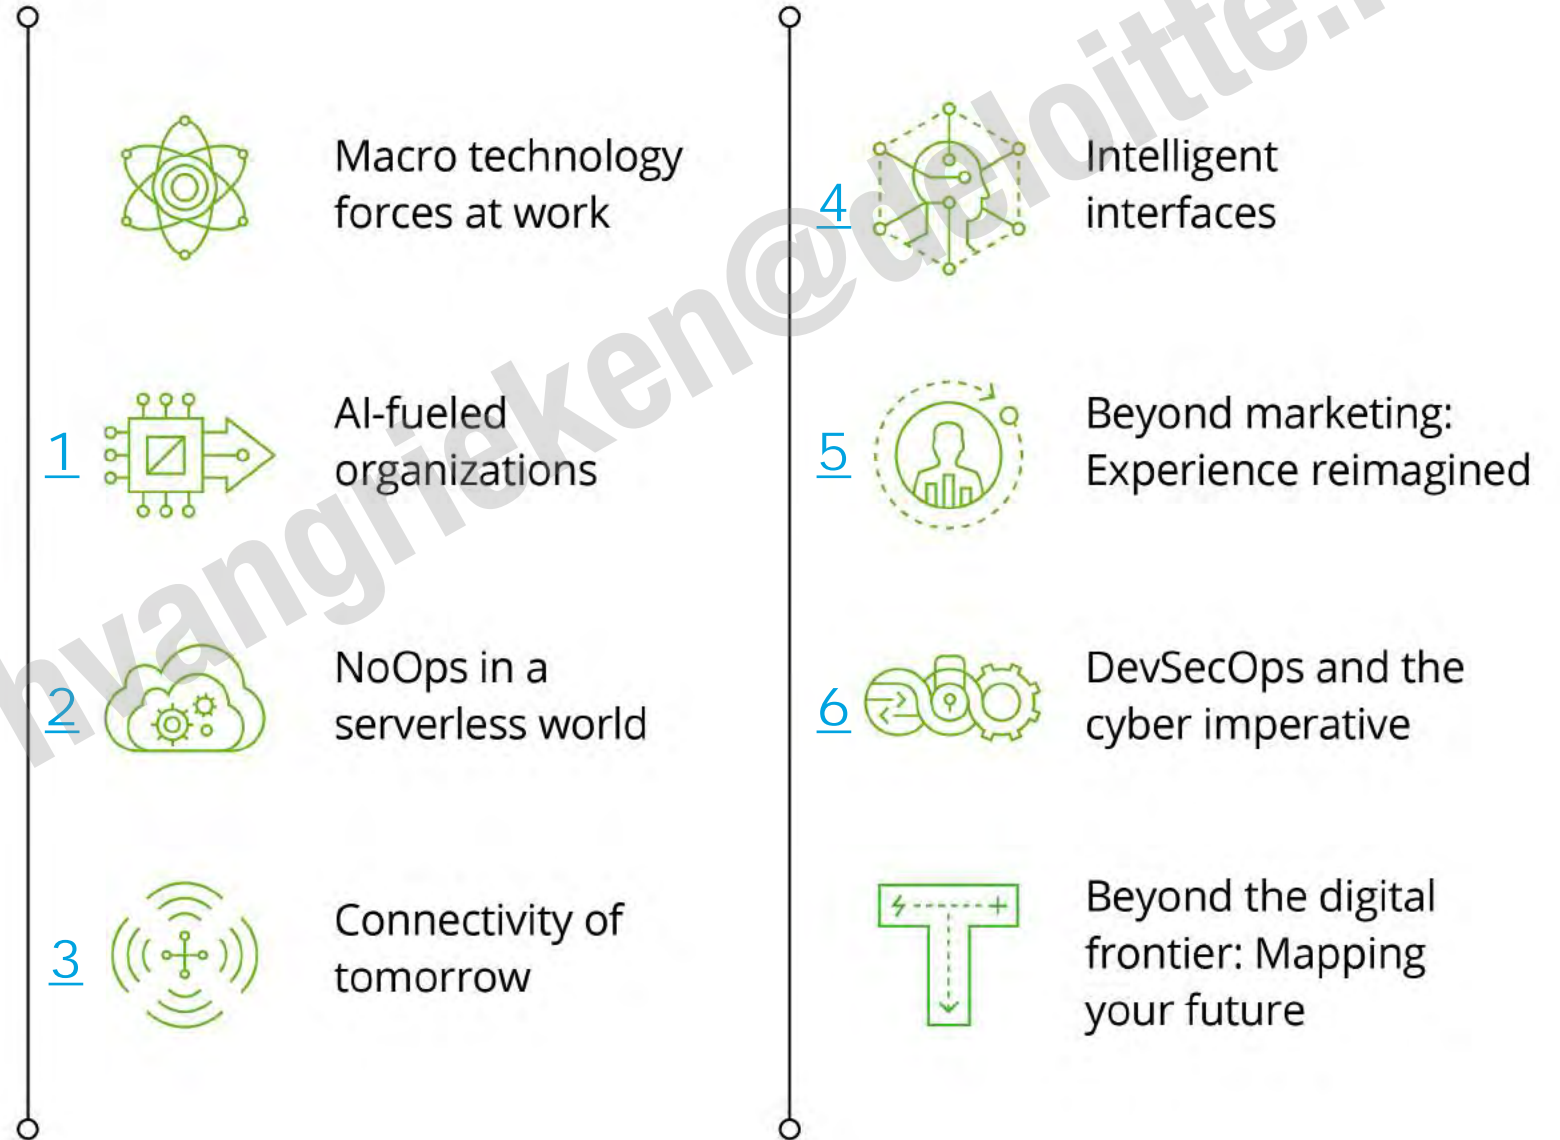 Macro technology
forces at work
1
AI-fueled
organizations
2
NoOps in a
serverless world
3
Connectivity of
tomorrow
4
Intelligent
interfaces
5
Beyond marketing:
Experience reimagined
6
DevSecOps and the
cyber imperative
Beyond the digital
frontier: Mapping
your future
hvangrieken@deloitte.